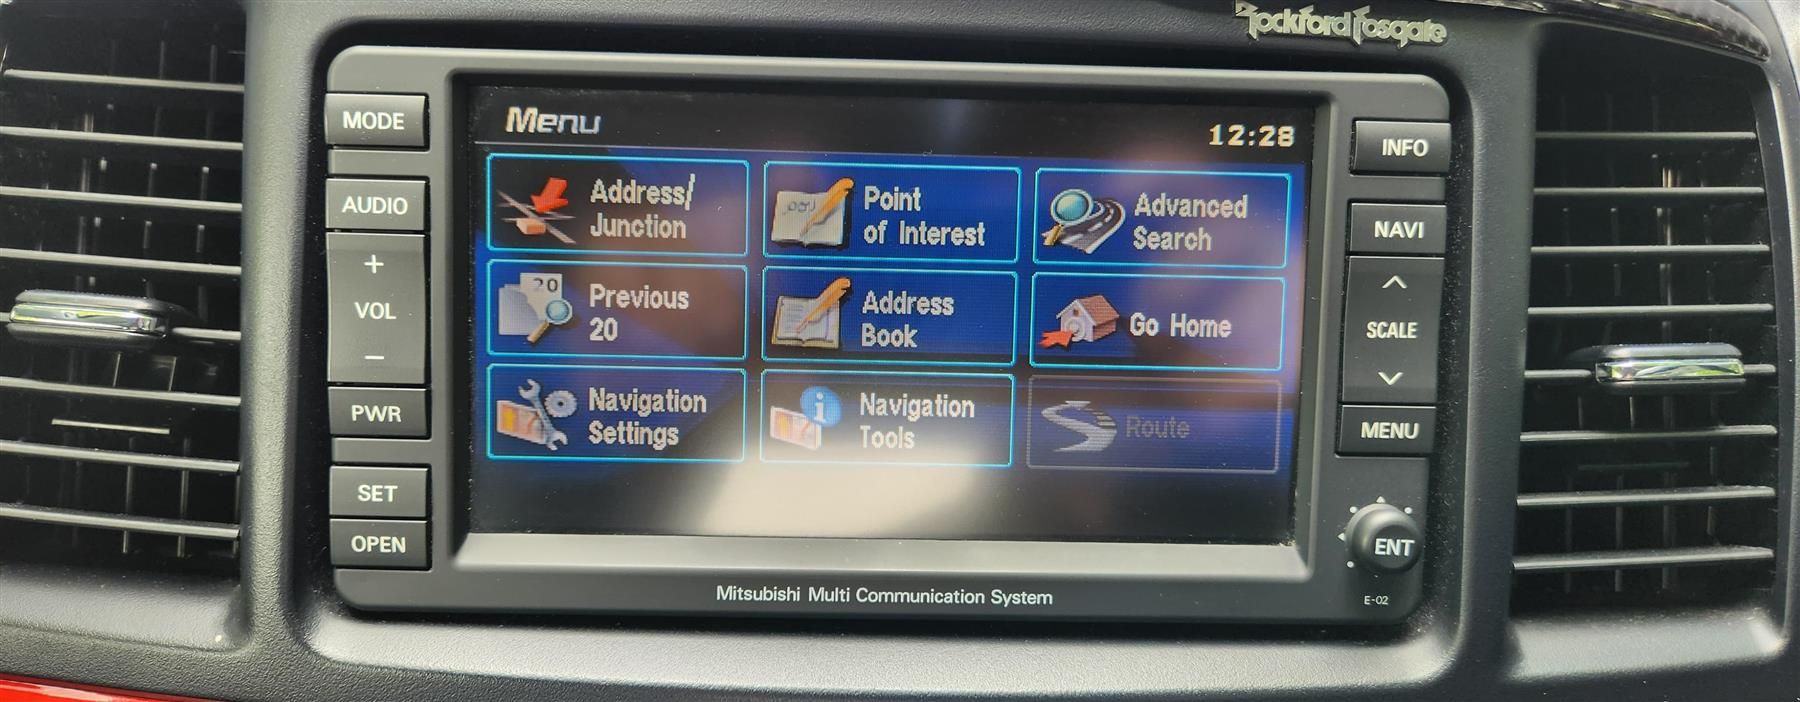 Rockford Fosgate
MODE
AUDIO
+
VOL
−
PWR
SET
OPEN
Menu
12:28
Address/
Junction
Point
of Interest
Advanced
Search
Previous
20
20
Address
Book
Go Home
Navigation
Settings
i
Navigation
Tools
Route
INFO
NAVI
SCALE
MENU
ENT
E-02
Mitsubishi Multi Communication System